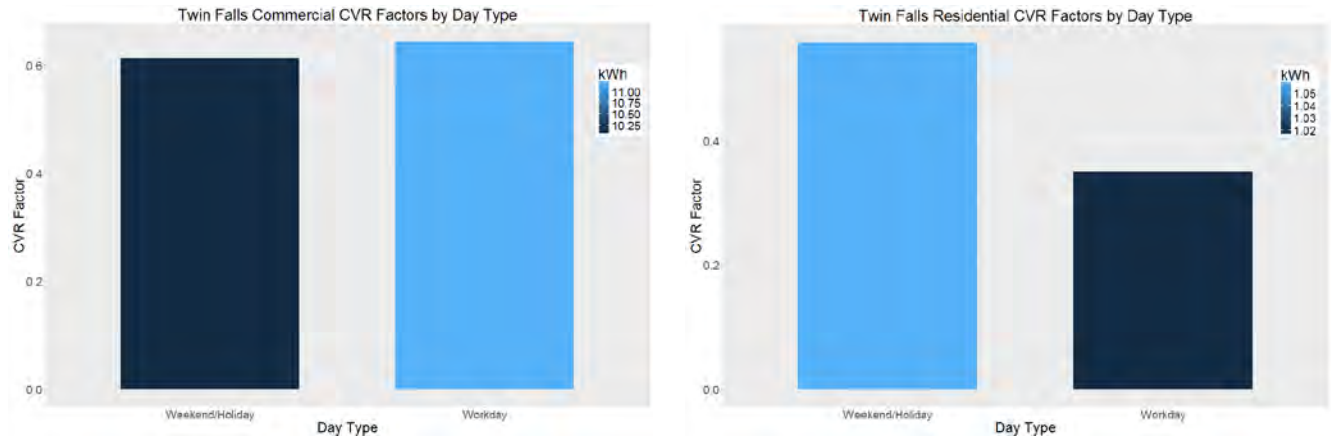 Twin Falls Commercial CVR Factors by Day Type
CVR Factor
0.6
0.4
0.2
0.0
kWh
11.00
10.75
10.50
10.25
Weekend/Holiday
Workday
Day Type
Twin Falls Residential CVR Factors by Day Type
CVR Factor
0.4
0.2
0.0
kWh
1.05
1.04
1.03
1.02
Weekend/Holiday
Workday
Day Type